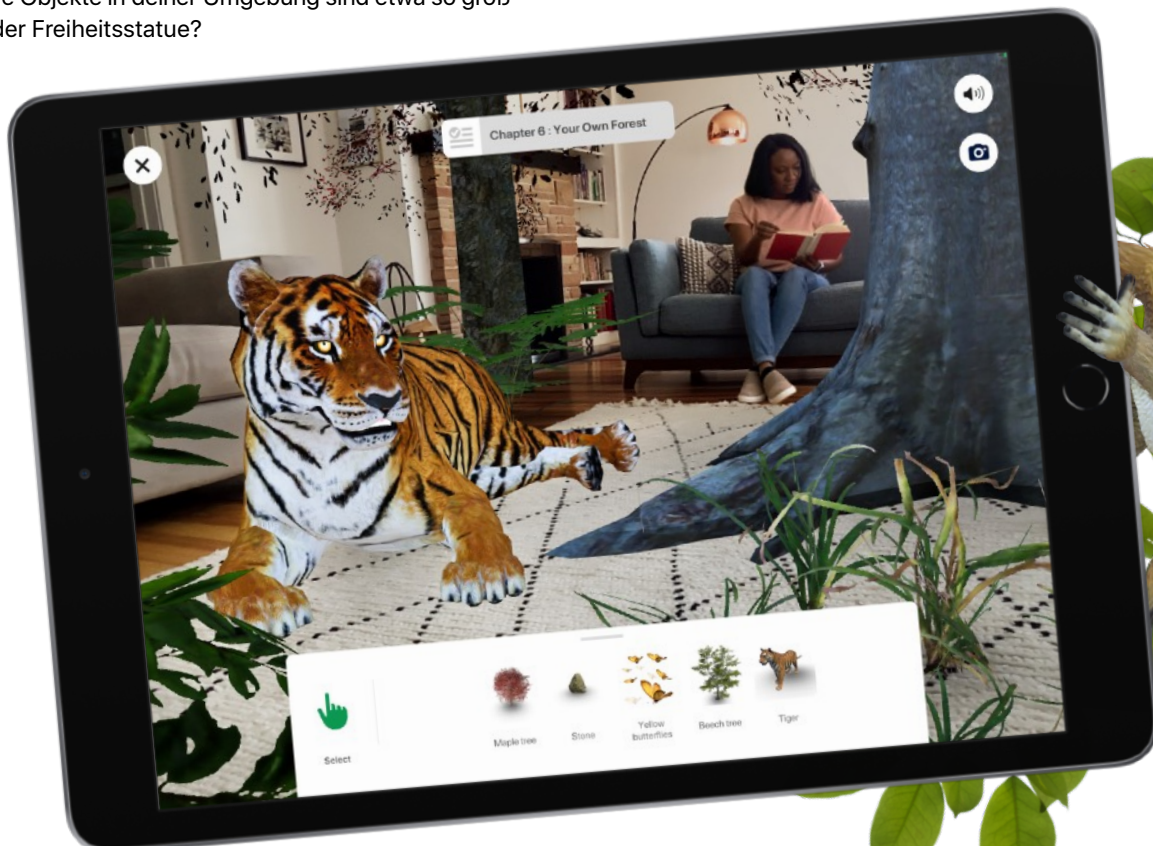 e Objekte in deiner Umgebung sind etwa so groß
der Freiheitsstatue?
Chapter 6 : Your Own Forest
Select
Maple tree
Stone
Yellow
butterflies
Beech tree
Tiger